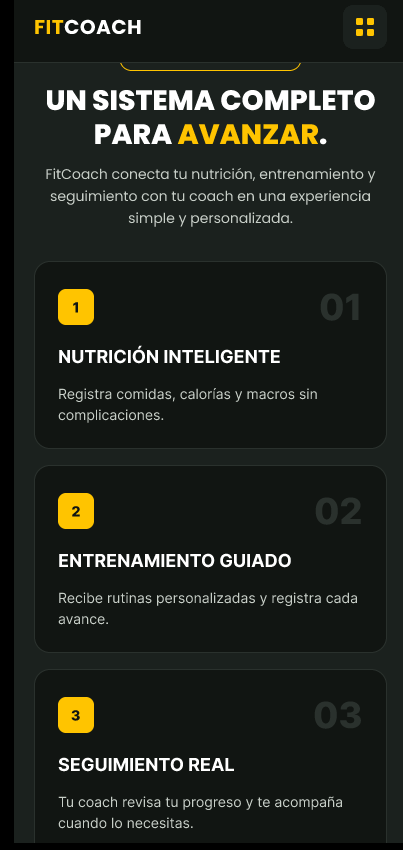 FITCOACH
UN SISTEMA COMPLETO
PARA AVANZAR.
FitCoach conecta tu nutrición, entrenamiento y
seguimiento con tu coach en una experiencia
simple y personalizada.
1
01
NUTRICIÓN INTELIGENTE
Registra comidas, calorías y macros sin
complicaciones.
2
02
ENTRENAMIENTO GUIADO
Recibe rutinas personalizadas y registra cada
avance.
3
03
SEGUIMIENTO REAL
Tu coach revisa tu progreso y te acompaña
cuando lo necesitas.